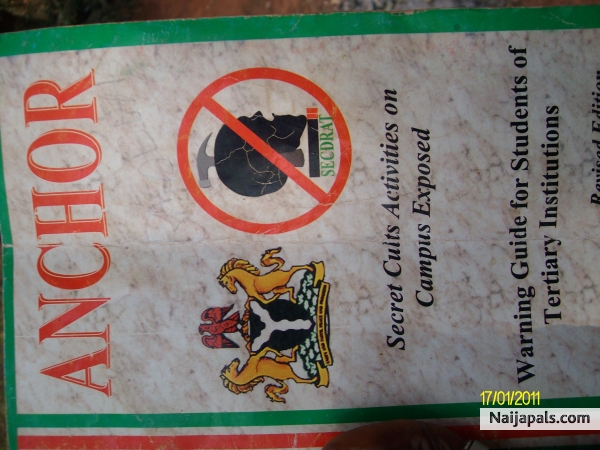 ANCHOR
SECDRAT
Secret Cults Activities on
Campus Exposed
Warning Guide for Students of
Tertiary Institutions
Revised Edition
17/01/2011
Naijapals.com